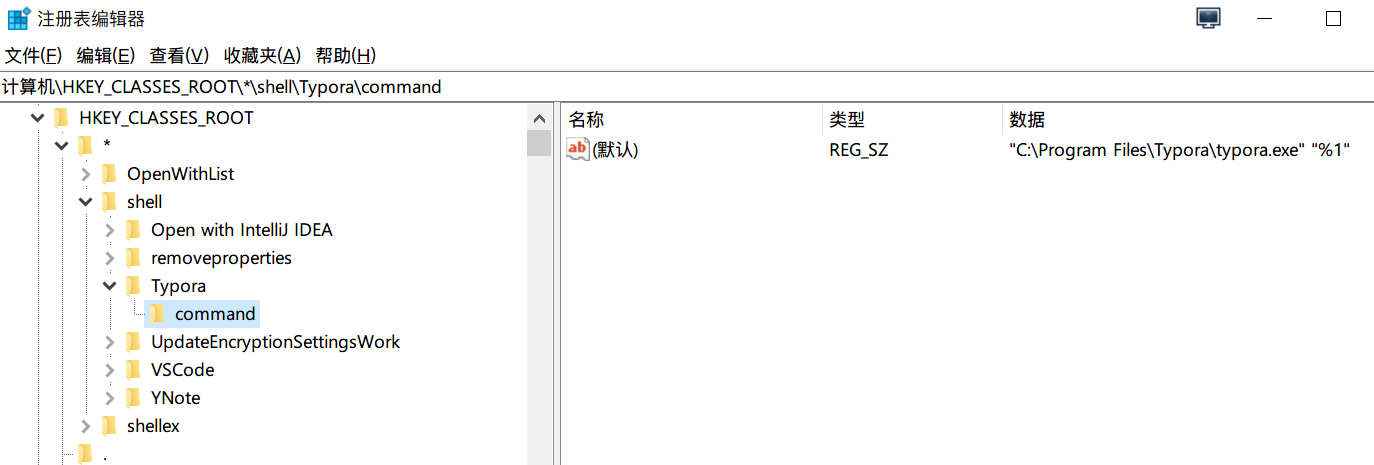 注册表编辑器
文件(F) 编辑(E) 查看(V) 收藏夹(A) 帮助(H)
计算机\HKEY_CLASSES_ROOT\*\shell\Typora\command
HKEY_CLASSES_ROOT
*
OpenWithList
shell
Open with IntelliJ IDEA
removeproperties
Typora
command
UpdateEncryptionSettingsWork
VSCode
YNote
shellex
.
名称 类型 数据
ab (默认) REG_SZ "C:\Program Files\Typora\typora.exe" "%1"